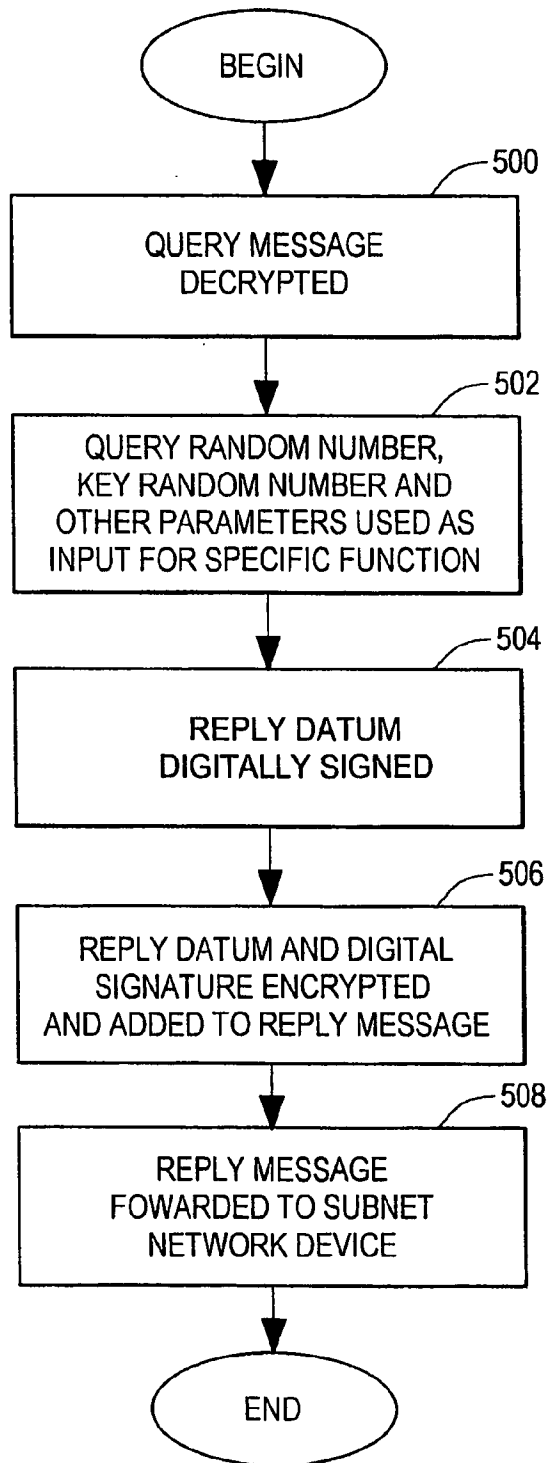 BEGIN
500
QUERY MESSAGE
DECRYPTED
502
QUERY RANDOM NUMBER,
KEY RANDOM NUMBER AND
OTHER PARAMETERS USED AS
INPUT FOR SPECIFIC FUNCTION
504
REPLY DATUM
DIGITALLY SIGNED
506
REPLY DATUM AND DIGITAL
SIGNATURE ENCRYPTED
AND ADDED TO REPLY MESSAGE
508
REPLY MESSAGE
FOWARDED TO SUBNET
NETWORK DEVICE
END